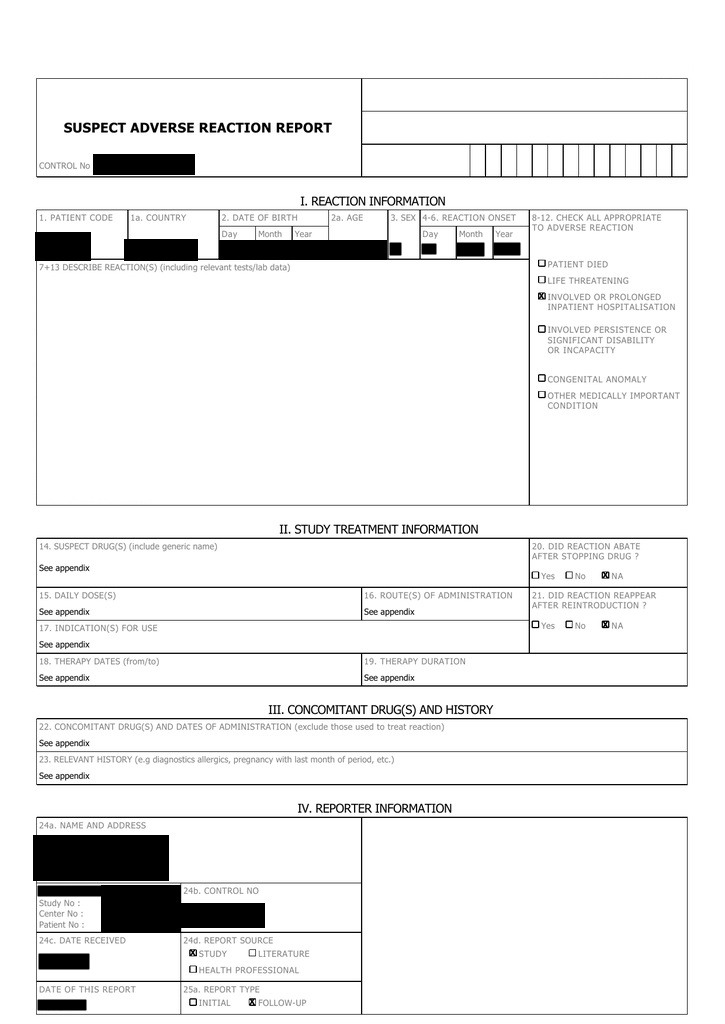 SUSPECT ADVERSE REACTION REPORT
CONTROL No
I. REACTION INFORMATION
1. PATIENT CODE
1a. COUNTRY
2. DATE OF BIRTH
Day Month Year
2a. AGE
3. SEX
4-6. REACTION ONSET
Day Month Year
8-12. CHECK ALL APPROPRIATE
TO ADVERSE REACTION
PATIENT DIED
LIFE THREATENING
INVOLVED OR PROLONGED
INPATIENT HOSPITALISATION
INVOLVED PERSISTENCE OR
SIGNIFICANT DISABILITY
OR INCAPACITY
CONGENITAL ANOMALY
OTHER MEDICALLY IMPORTANT
CONDITION
7+13 DESCRIBE REACTION(S) (including relevant tests/lab data)
II. STUDY TREATMENT INFORMATION
14. SUSPECT DRUG(S) (include generic name)
See appendix
20. DID REACTION ABATE
AFTER STOPPING DRUG ?
Yes No NA
15. DAILY DOSE(S)
See appendix
16. ROUTE(S) OF ADMINISTRATION
See appendix
21. DID REACTION REAPPEAR
AFTER REINTRODUCTION ?
Yes No NA
17. INDICATION(S) FOR USE
See appendix
18. THERAPY DATES (from/to)
See appendix
19. THERAPY DURATION
See appendix
III. CONCOMITANT DRUG(S) AND HISTORY
22. CONCOMITANT DRUG(S) AND DATES OF ADMINISTRATION (exclude those used to treat reaction)
See appendix
23. RELEVANT HISTORY (e.g diagnostics allergics, pregnancy with last month of period, etc.)
See appendix
IV. REPORTER INFORMATION
24a. NAME AND ADDRESS
Study No :
Center No :
Patient No :
24b. CONTROL NO
24c. DATE RECEIVED
24d. REPORT SOURCE
STUDY LITERATURE
HEALTH PROFESSIONAL
DATE OF THIS REPORT
25a. REPORT TYPE
INITIAL FOLLOW-UP